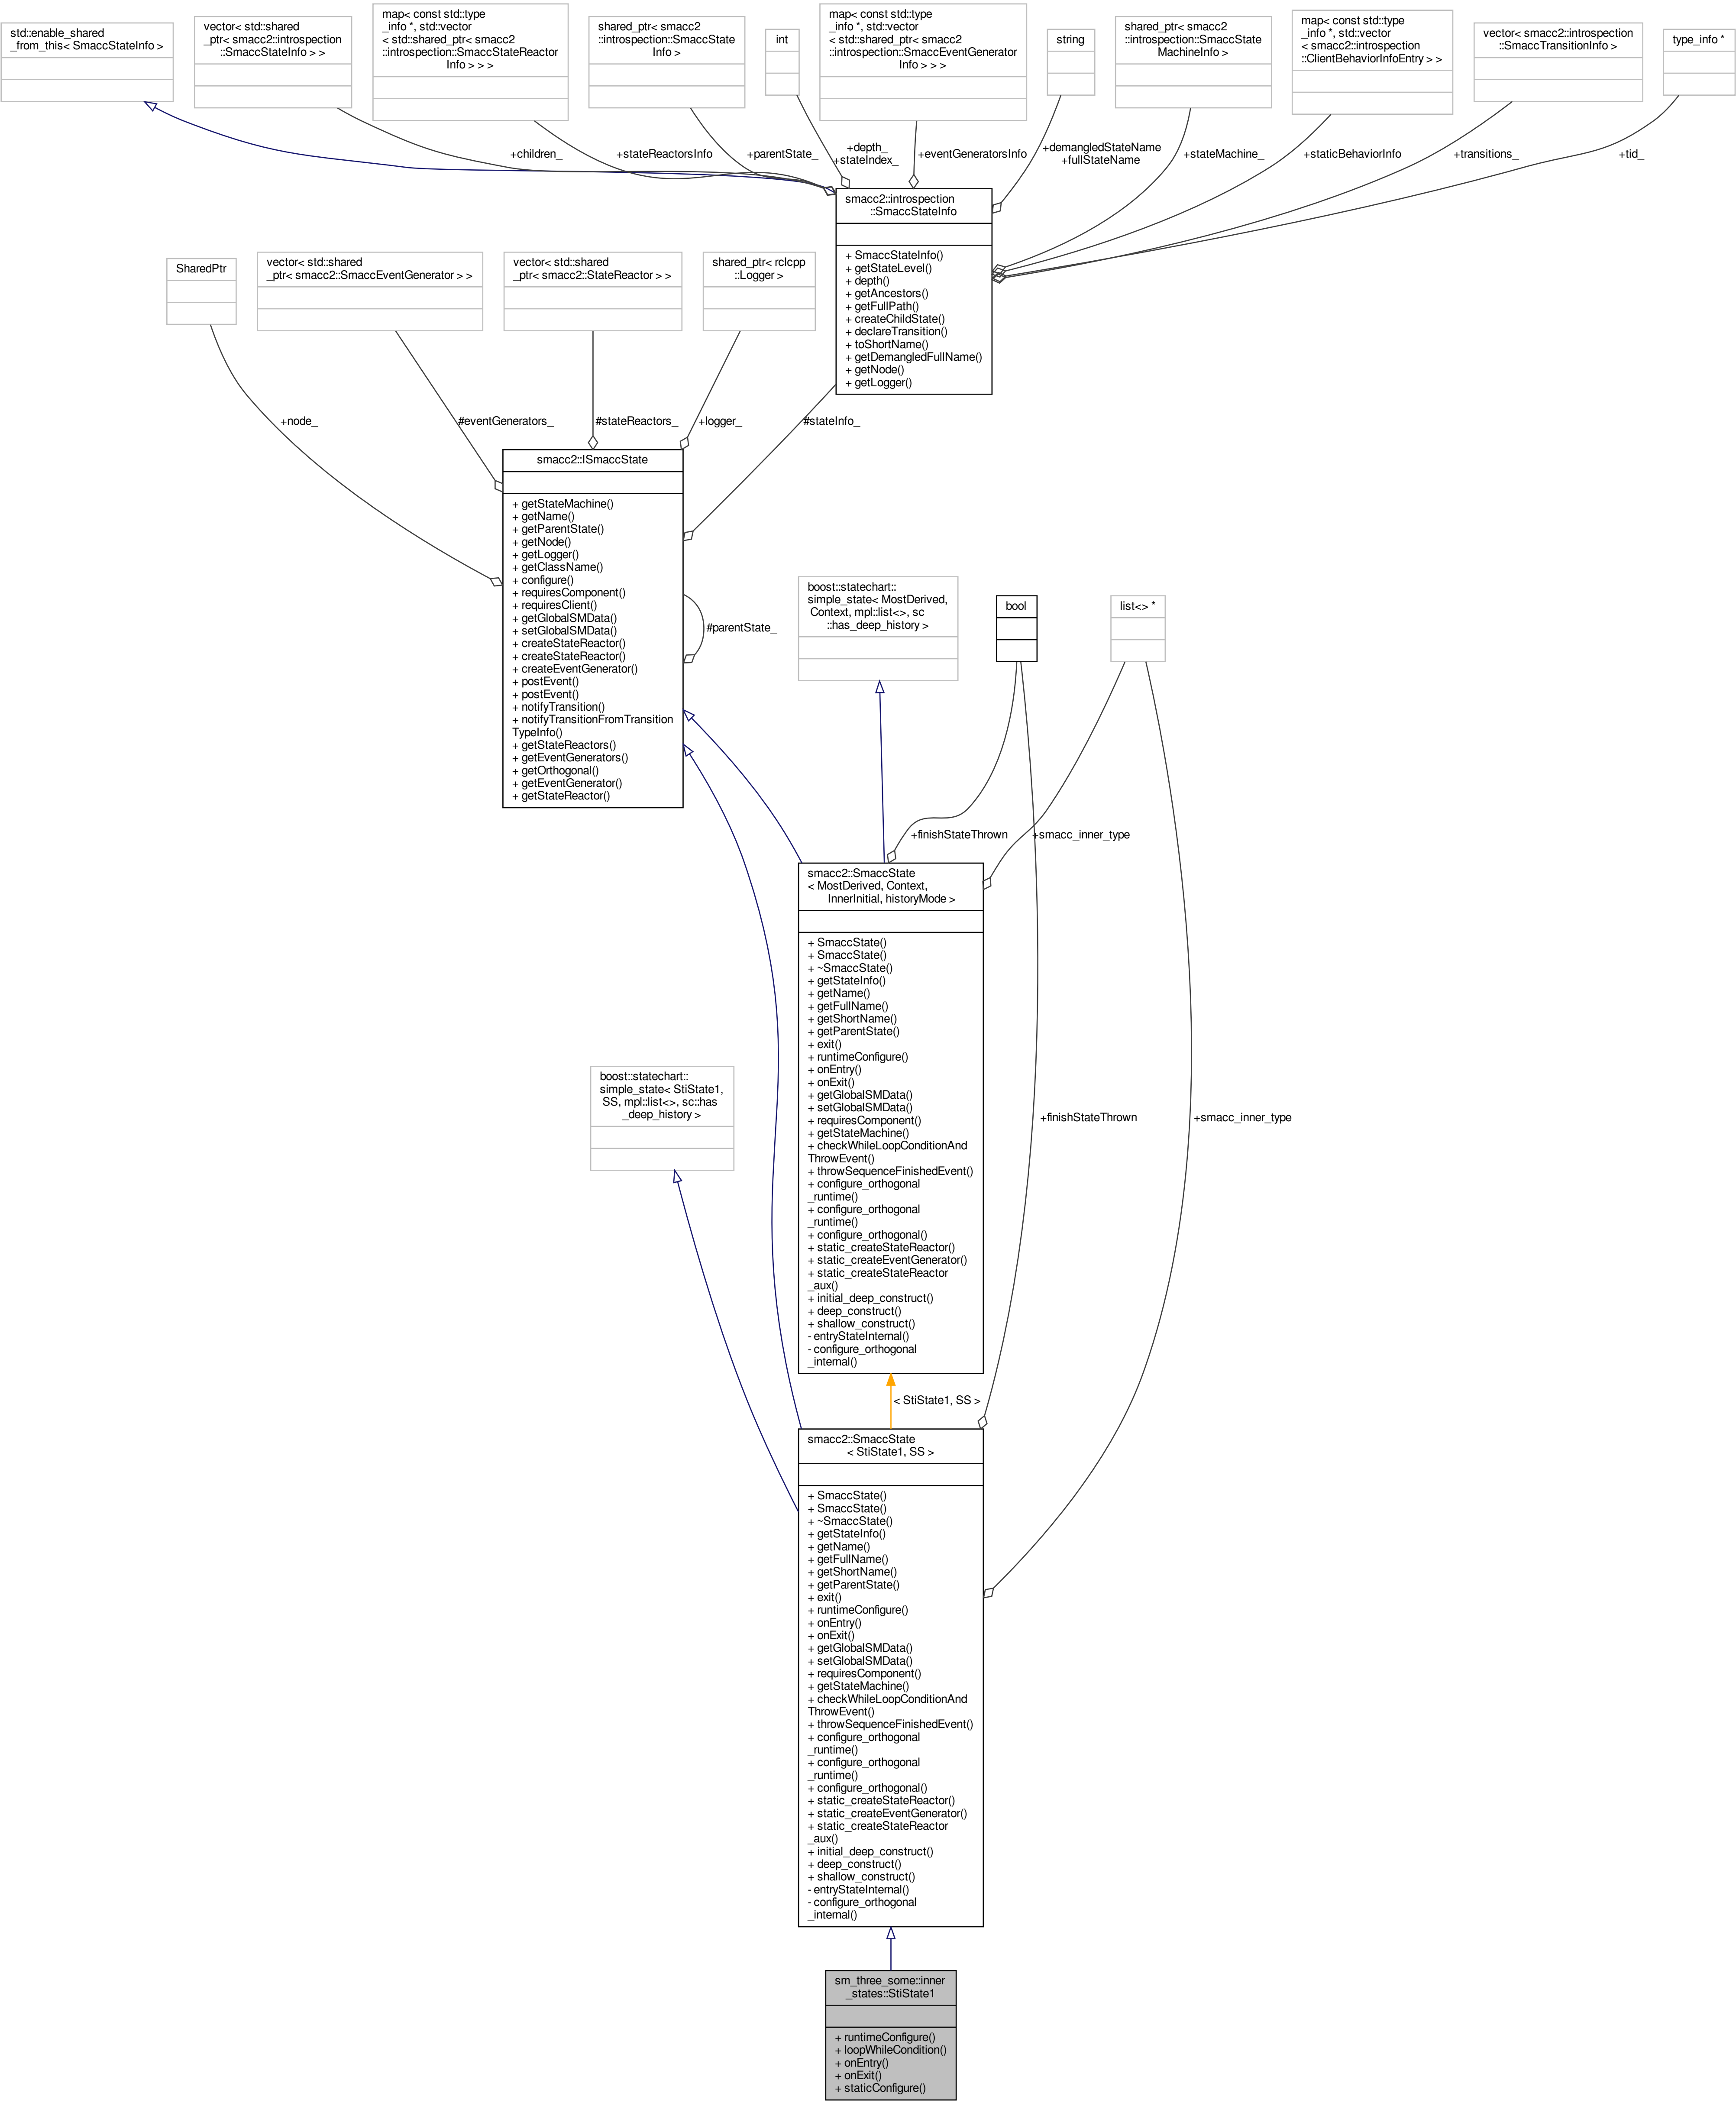 std::enable_shared
_from_this< SmaccStateInfo >
vector< std::shared
_ptr< smacc2::introspection
::SmaccStateInfo > >
map< const std::type
_info *, std::vector
< std::shared_ptr< smacc2
::introspection::SmaccStateReactor
Info > > >
shared_ptr< smacc2
::introspection::SmaccState
Info >
int
map< const std::type
_info *, std::vector
< std::shared_ptr< smacc2
::introspection::SmaccEventGenerator
Info > > >
string
shared_ptr< smacc2
::introspection::SmaccState
MachineInfo >
map< const std::type
_info *, std::vector
< smacc2::introspection
::ClientBehaviorInfoEntry > >
vector< smacc2::introspection
::SmaccTransitionInfo >
type_info *
+children_
+stateReactorsInfo
+parentState_
+depth_
+stateIndex_
+eventGeneratorsInfo
+demangledStateName
+fullStateName
+stateMachine_
+staticBehaviorInfo
+transitions_
+tid_
smacc2::introspection
::SmaccStateInfo
+ SmaccStateInfo()
+ getStateLevel()
+ depth()
+ getAncestors()
+ getFullPath()
+ createChildState()
+ declareTransition()
+ toShortName()
+ getDemangledFullName()
+ getNode()
+ getLogger()
SharedPtr
vector< std::shared
_ptr< smacc2::SmaccEventGenerator > >
vector< std::shared
_ptr< smacc2::StateReactor > >
shared_ptr< rclcpp
::Logger >
+node_
#eventGenerators_
#stateReactors_
+logger_
#stateInfo_
smacc2::ISmaccState
+ getStateMachine()
+ getName()
+ getParentState()
+ getNode()
+ getLogger()
+ getClassName()
+ configure()
+ requiresComponent()
+ requiresClient()
+ getGlobalSMData()
+ setGlobalSMData()
+ createStateReactor()
+ createStateReactor()
+ createEventGenerator()
+ postEvent()
+ postEvent()
+ notifyTransition()
+ notifyTransitionFromTransition
TypeInfo()
+ getStateReactors()
+ getEventGenerators()
+ getOrthogonal()
+ getEventGenerator()
+ getStateReactor()
#parentState_
boost::statechart::
simple_state< MostDerived,
Context, mpl::list<>, sc
::has_deep_history >
bool
list<> *
+finishStateThrown
+smacc_inner_type
smacc2::SmaccState
< MostDerived, Context,
InnerInitial, historyMode >
+ SmaccState()
+ SmaccState()
+ ~SmaccState()
+ getStateInfo()
+ getName()
+ getFullName()
+ getShortName()
+ getParentState()
+ exit()
+ runtimeConfigure()
+ onEntry()
+ onExit()
+ getGlobalSMData()
+ setGlobalSMData()
+ requiresComponent()
+ getStateMachine()
+ checkWhileLoopConditionAnd
ThrowEvent()
+ throwSequenceFinishedEvent()
+ configure_orthogonal
_runtime()
+ configure_orthogonal
_runtime()
+ configure_orthogonal()
+ static_createStateReactor()
+ static_createEventGenerator()
+ static_createStateReactor
_aux()
+ initial_deep_construct()
+ deep_construct()
+ shallow_construct()
- entryStateInternal()
- configure_orthogonal
_internal()
boost::statechart::
simple_state< StiState1,
SS, mpl::list<>, sc::has
_deep_history >
+finishStateThrown
+smacc_inner_type
< StiState1, SS >
smacc2::SmaccState
< StiState1, SS >
+ SmaccState()
+ SmaccState()
+ ~SmaccState()
+ getStateInfo()
+ getName()
+ getFullName()
+ getShortName()
+ getParentState()
+ exit()
+ runtimeConfigure()
+ onEntry()
+ onExit()
+ getGlobalSMData()
+ setGlobalSMData()
+ requiresComponent()
+ getStateMachine()
+ checkWhileLoopConditionAnd
ThrowEvent()
+ throwSequenceFinishedEvent()
+ configure_orthogonal
_runtime()
+ configure_orthogonal
_runtime()
+ configure_orthogonal()
+ static_createStateReactor()
+ static_createEventGenerator()
+ static_createStateReactor
_aux()
+ initial_deep_construct()
+ deep_construct()
+ shallow_construct()
- entryStateInternal()
- configure_orthogonal
_internal()
sm_three_some::inner
_states::StiState1
+ runtimeConfigure()
+ loopWhileCondition()
+ onEntry()
+ onExit()
+ staticConfigure()